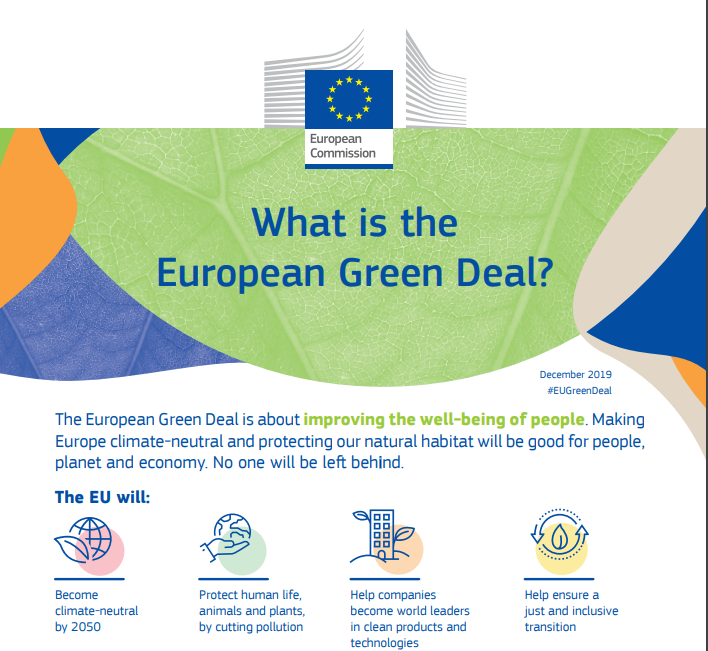 European
Commission
What is the
European Green Deal?
December 2019
#EUGreenDeal
The European Green Deal is about improving the well-being of people. Making
Europe climate-neutral and protecting our natural habitat will be good for people,
planet and economy. No one will be left behind.
The EU will:
Become
climate-neutral
by 2050
Protect human life,
animals and plants,
by cutting pollution
Help companies
become world leaders
in clean products and
technologies
Help ensure a
just and inclusive
transition